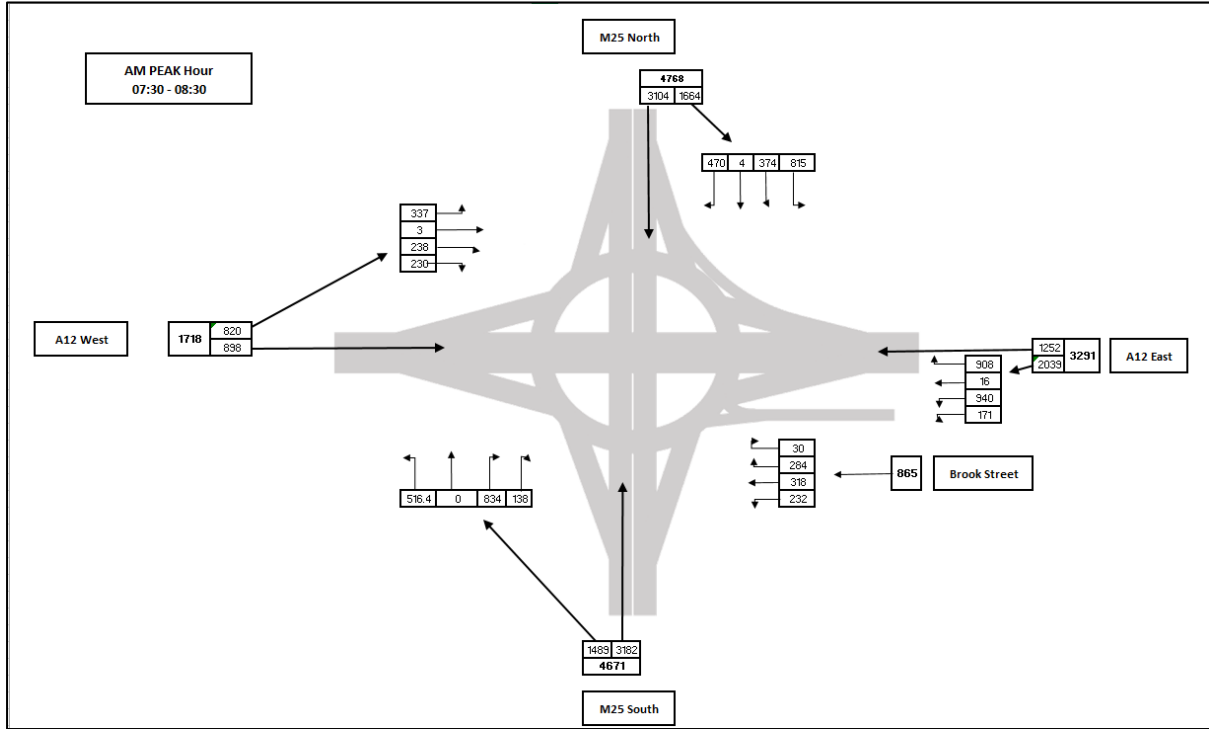 M25 North
AM PEAK Hour
07:30 - 08:30
4768
3104 1664
470 4 374 815
337
3
238
230
A12 West
1718
820
898
1252
2039
3291
A12 East
908
16
940
171
30
284
318
232
865
Brook Street
516.4 0 834 138
1489 3182
4671
M25 South